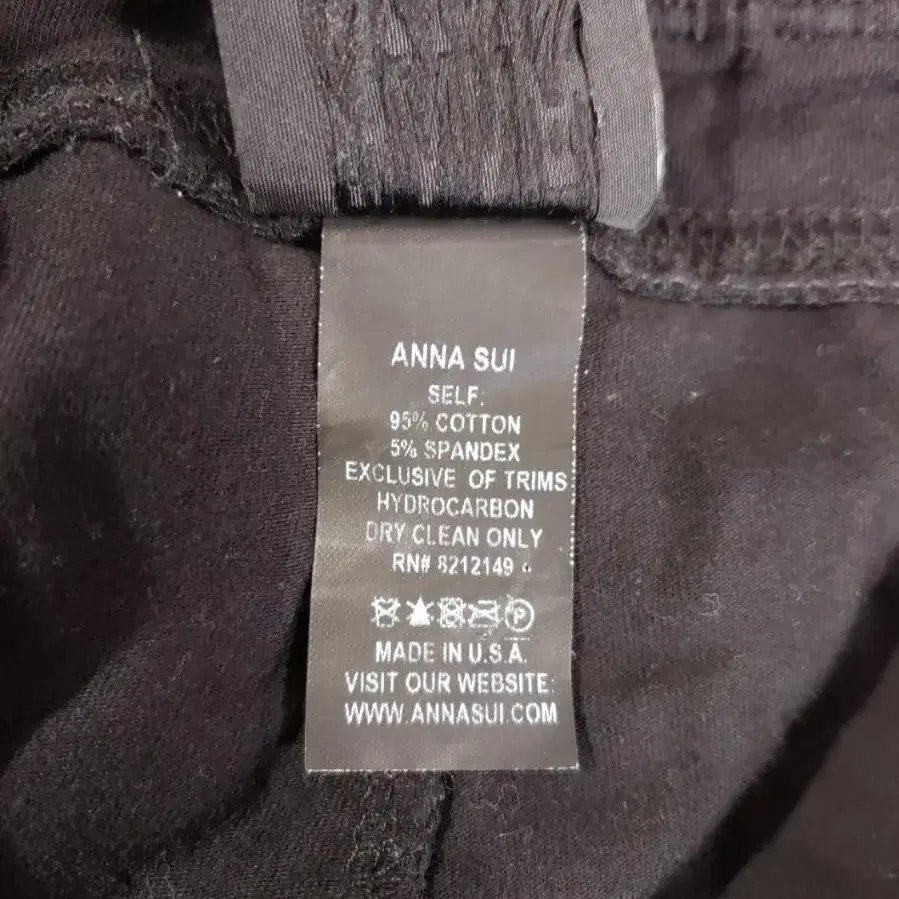 ANNA SUI
SELF:
95% COTTON
5% SPANDEX
EXCLUSIVE OF TRIMS
HYDROCARBON
DRY CLEAN ONLY
RN# 8212149
P
MADE IN U.S.A.
VISIT OUR WEBSITE:
WWW.ANNASUI.COM